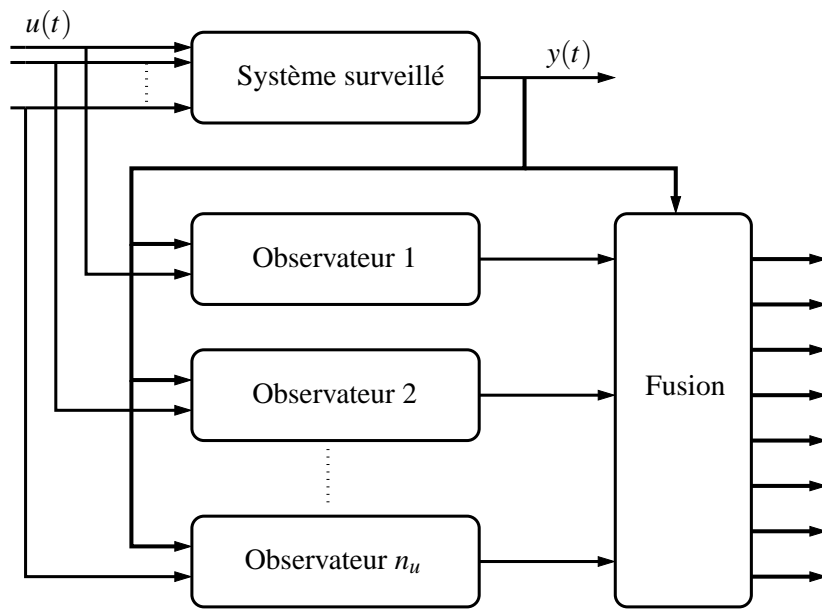 u(t)
Système surveillé
y(t)
Observateur 1
Observateur 2
Fusion
Observateur n_u